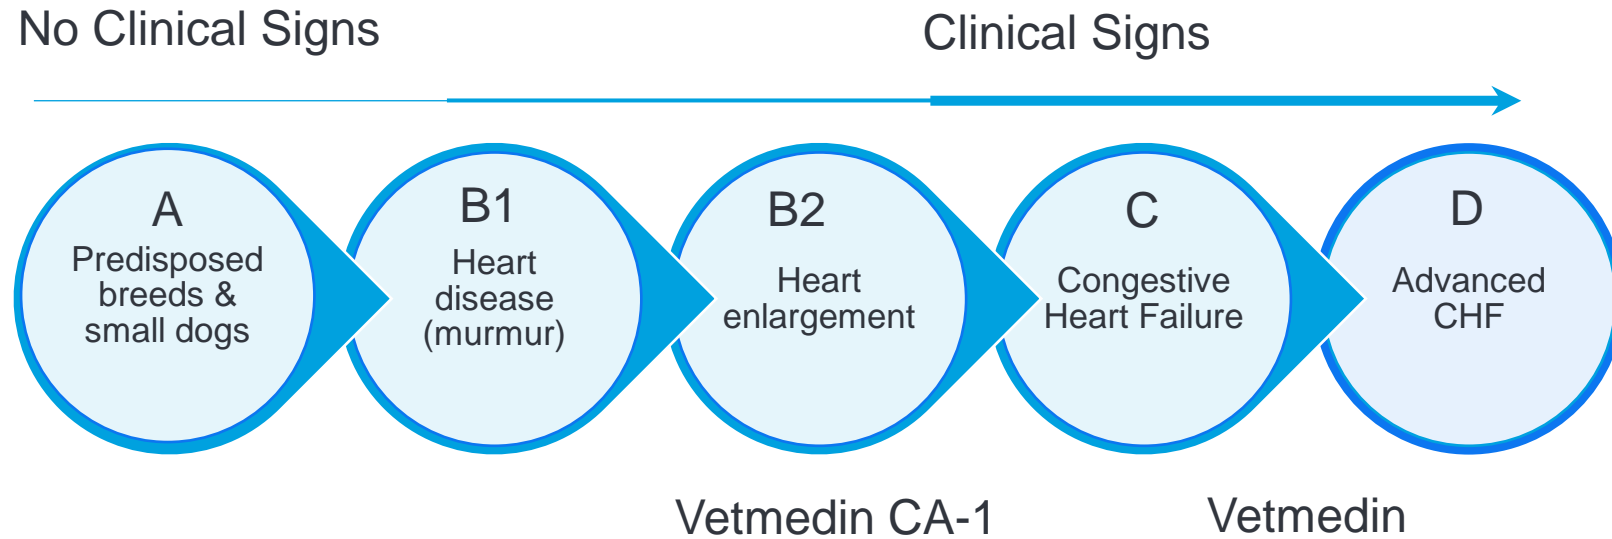 No Clinical Signs
Clinical Signs
A
Predisposed
breeds &
small dogs
B1
Heart
disease
(murmur)
B2
Heart
enlargement
C
Congestive
Heart Failure
D
Advanced
CHF
Vetmedin CA-1
Vetmedin